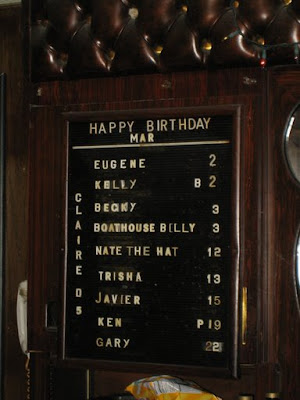 HAPPY BIRTHDAY
MAR
EUGENE 2
KELLY B 2
BECKY 3
BOATHOUSE BILLY 3
NATE THE HAT 12
TRISHA 13
JAVIER 15
KEN P 19
GARY 22
CLAIRE D5